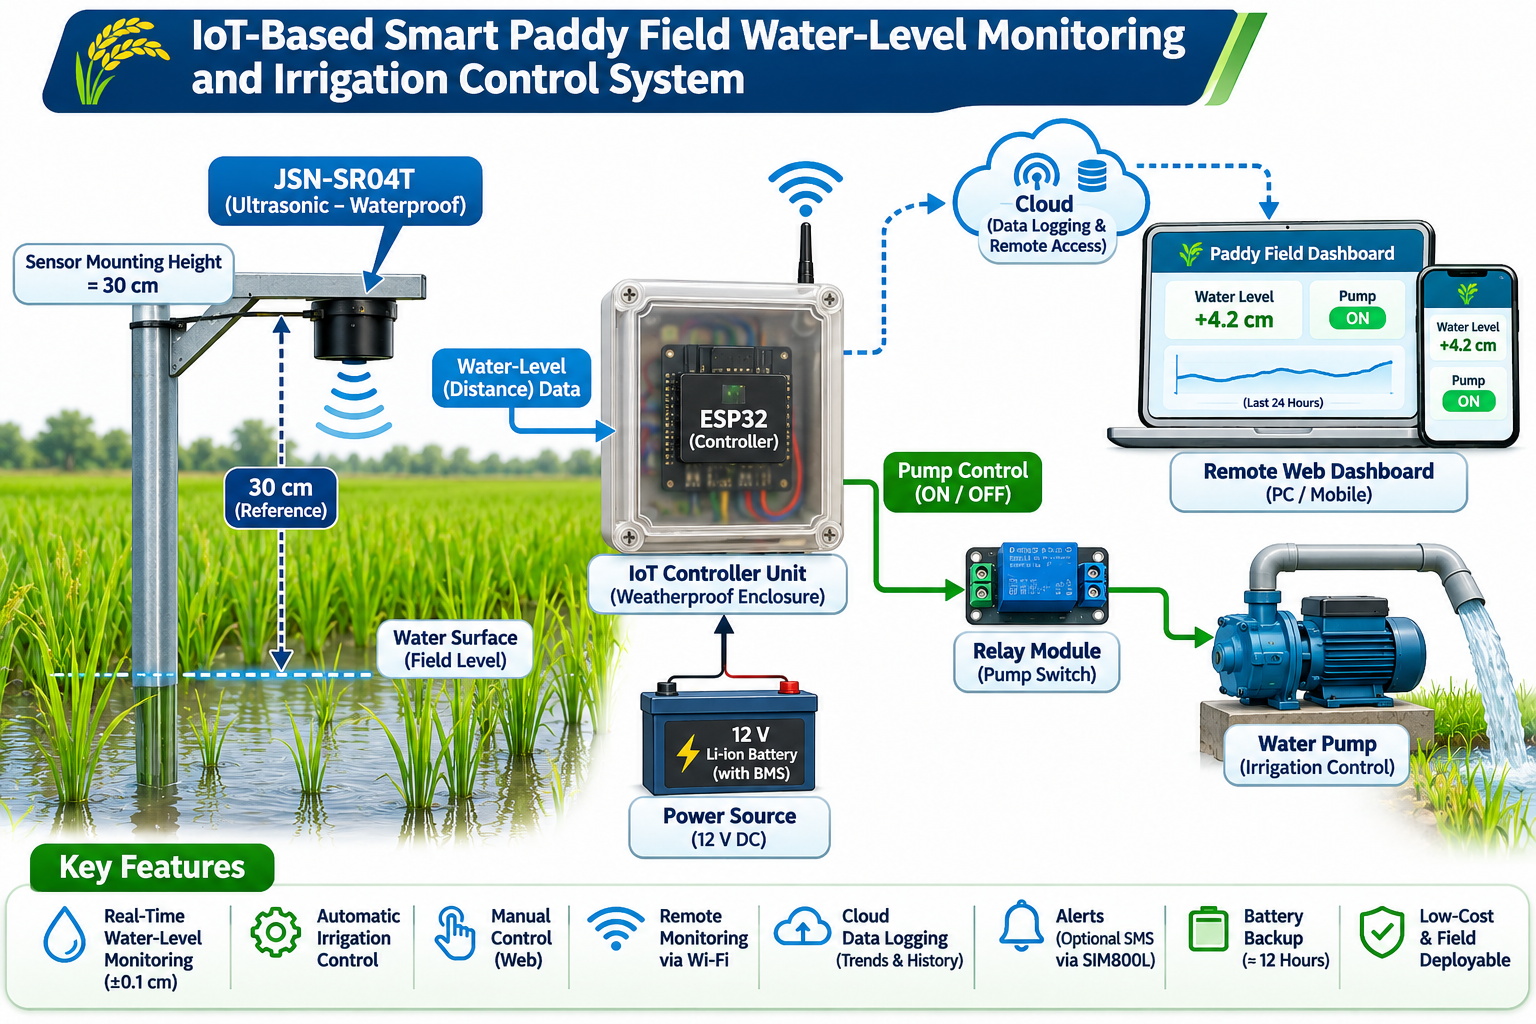 IoT-Based Smart Paddy Field Water-Level Monitoring
and Irrigation Control System
JSN-SR04T
(Ultrasonic – Waterproof)
Sensor Mounting Height
= 30 cm
30 cm
(Reference)
Water Surface
(Field Level)
Water-Level
(Distance) Data
ESP32
(Controller)
IoT Controller Unit
(Weatherproof Enclosure)
12 V
Li-ion Battery
(with BMS)
Power Source
(12 V DC)
Cloud
(Data Logging &
Remote Access)
Paddy Field Dashboard
Water Level
+4.2 cm
Pump
ON
(Last 24 Hours)
Water Level
+4.2 cm
Pump
ON
Remote Web Dashboard
(PC / Mobile)
Pump Control
(ON / OFF)
Relay Module
(Pump Switch)
Water Pump
(Irrigation Control)
Key Features
Real-Time
Water-Level
Monitoring
(±0.1 cm)
Automatic
Irrigation
Control
Manual
Control
(Web)
Remote
Monitoring
via Wi-Fi
Cloud
Data Logging
(Trends & History)
Alerts
(Optional SMS
via SIM800L)
Battery
Backup
(≈ 12 Hours)
Low-Cost
& Field
Deployable